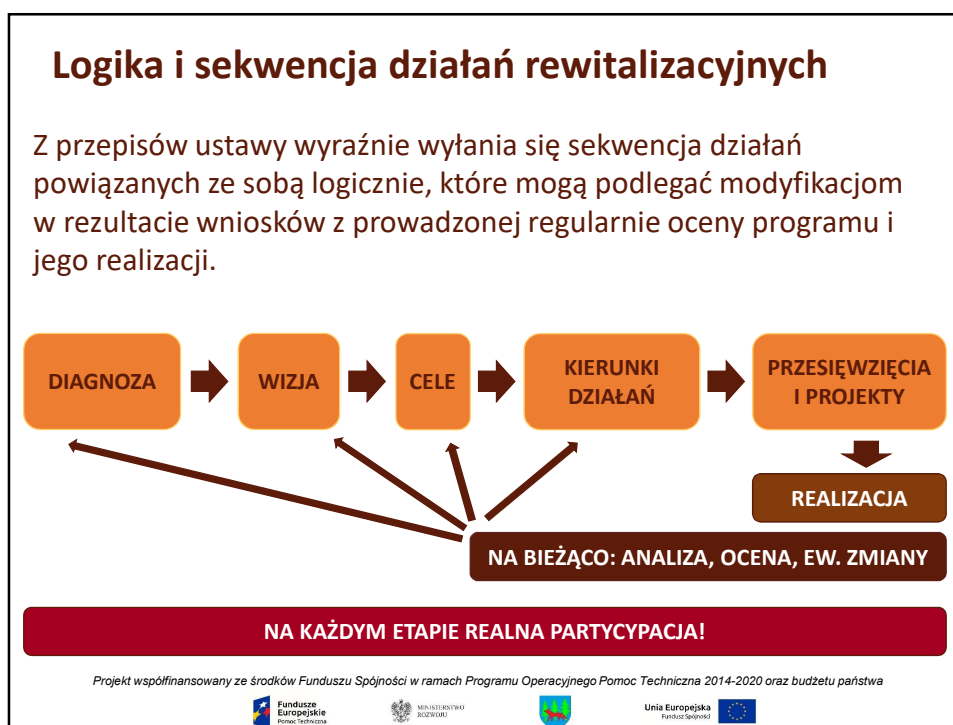 Logika i sekwencja działań rewitalizacyjnych
Z przepisów ustawy wyraźnie wyłania się sekwencja działań
powiązanych ze sobą logicznie, które mogą podlegać modyfikacjom
w rezultacie wniosków z prowadzonej regularnie oceny programu i
jego realizacji.
DIAGNOZA
WIZJA
CELE
KIERUNKI
DZIAŁAŃ
PRZESIĘWZIĘCIA
I PROJEKTY
REALIZACJA
NA BIEŻĄCO: ANALIZA, OCENA, EW. ZMIANY
NA KAŻDYM ETAPIE REALNA PARTYCYPACJA!
Projekt współfinansowany ze środków Funduszu Spójności w ramach Programu Operacyjnego Pomoc Techniczna 2014-2020 oraz budżetu państwa
Fundusze
Europejskie
Pomoc Techniczna
MINISTERSTWO
ROZWOJU
Unia Europejska
Fundusz Spójności